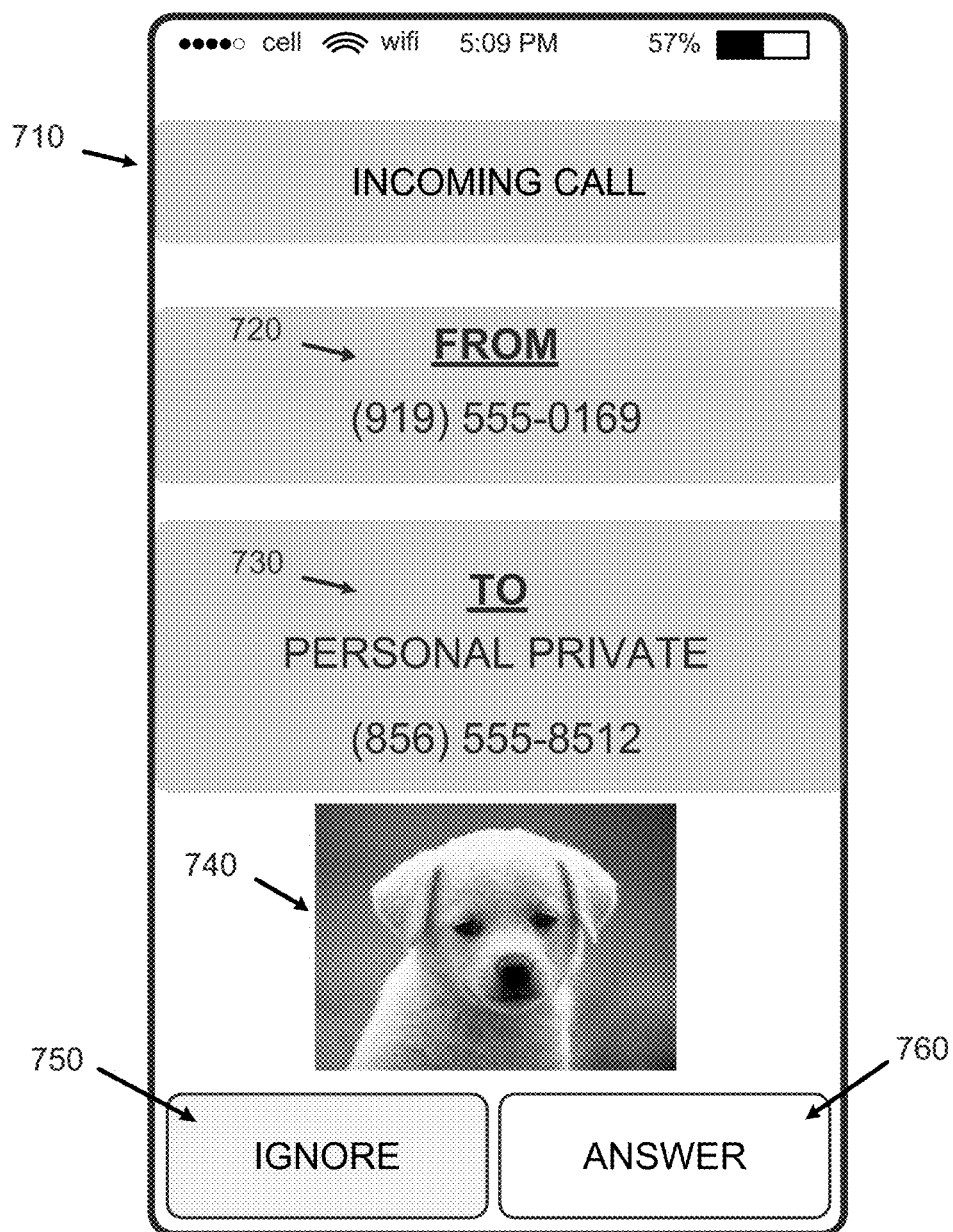 ●●●●○ cell wifi 5:09 PM 57%
710
INCOMING CALL
720
FROM
(919) 555-0169
730
TO
PERSONAL PRIVATE
(856) 555-8512
740
750
760
IGNORE ANSWER